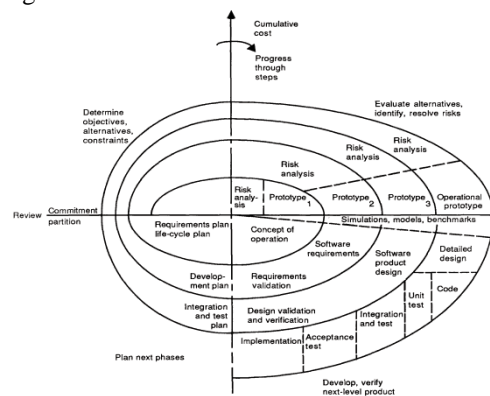 Cumulative
cost
Progress
through
steps
Evaluate alternatives,
identify, resolve risks
Determine
objectives,
alternatives,
constraints
Risk
analysis
Risk
analysis
Risk
analysis
Risk
analy-
sis
Prototype 1
Prototype 2
Prototype 3
Operational
prototype
Review
Commitment
partition
Simulations, models, benchmarks
Requirements plan
life-cycle plan
Concept of
operation
Software
requirements
Software
product
design
Detailed
design
Develop-
ment plan
Requirements
validation
Code
Unit
test
Integration
and test
plan
Design validation
and verification
Integration
and test
Acceptance
test
Implementation
Plan next phases
Develop, verify
next-level product